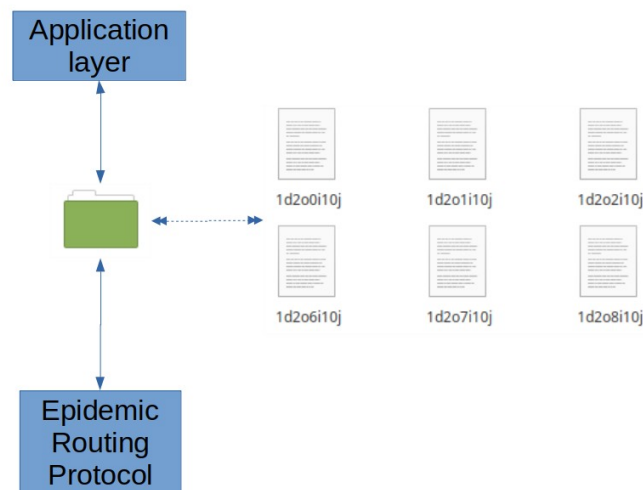 Application
layer
1d2o0i10j 1d2o1i10j 1d2o2i10j
1d2o6i10j 1d2o7i10j 1d2o8i10j
Epidemic
Routing
Protocol